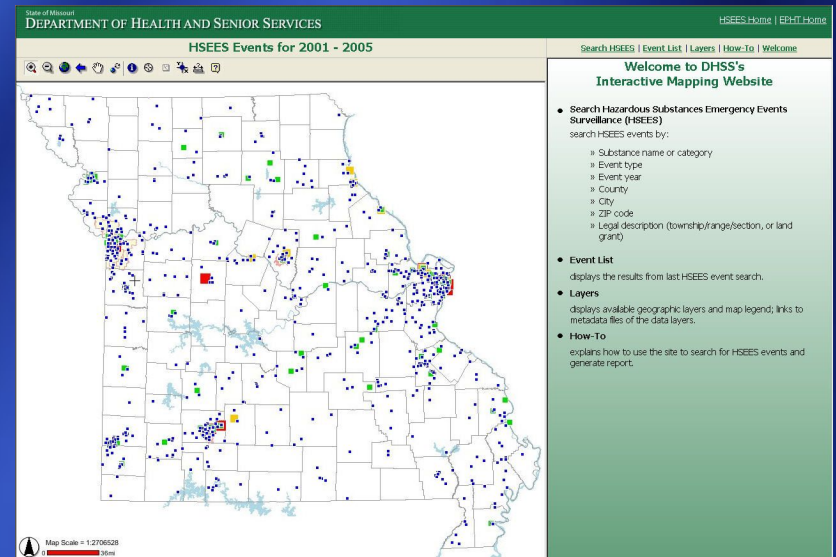 State of Missouri
DEPARTMENT OF HEALTH AND SENIOR SERVICES
HSEES Home | EPHT Home
HSEES Events for 2001 - 2005
Search HSEES | Event List | Layers | How-To | Welcome
Welcome to DHSS's
Interactive Mapping Website
• Search Hazardous Substances Emergency Events
Surveillance (HSEES)
search HSEES events by:
» Substance name or category
» Event type
» Event year
» County
» City
» ZIP code
» Legal description (township/range/section, or land
grant)
• Event List
displays the results from last HSEES event search.
• Layers
displays available geographic layers and map legend; links to
metadata files of the data layers.
• How-To
explains how to use the site to search for HSEES events and
generate report.
Map Scale = 1:2706528
0 36mi